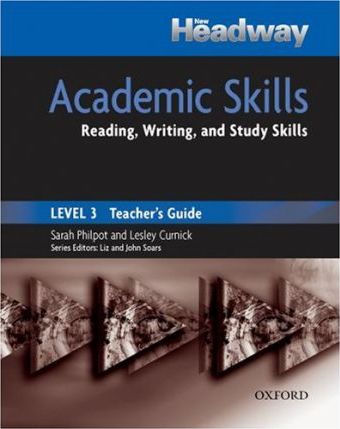 New
Headway
Academic Skills
Reading, Writing, and Study Skills
LEVEL 3 Teacher's Guide
Sarah Philpot and Lesley Curnick
Series Editors: Liz and John Soars
OXFORD